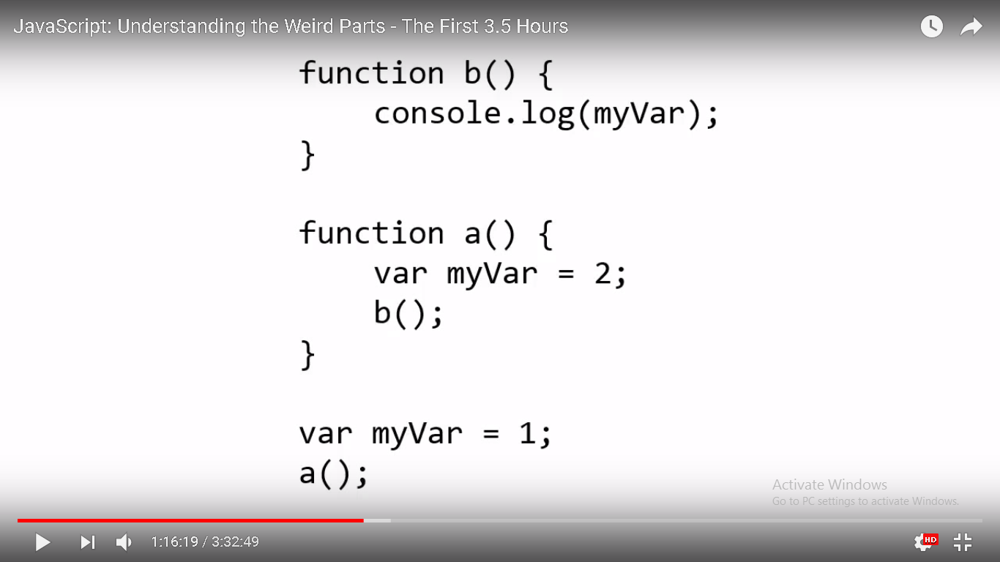 JavaScript: Understanding the Weird Parts - The First 3.5 Hours
function b() {
    console.log(myVar);
}
function a() {
    var myVar = 2;
    b();
}
var myVar = 1;
a();
Activate Windows
Go to PC settings to activate Windows.
1:16:19 / 3:32:49
HD